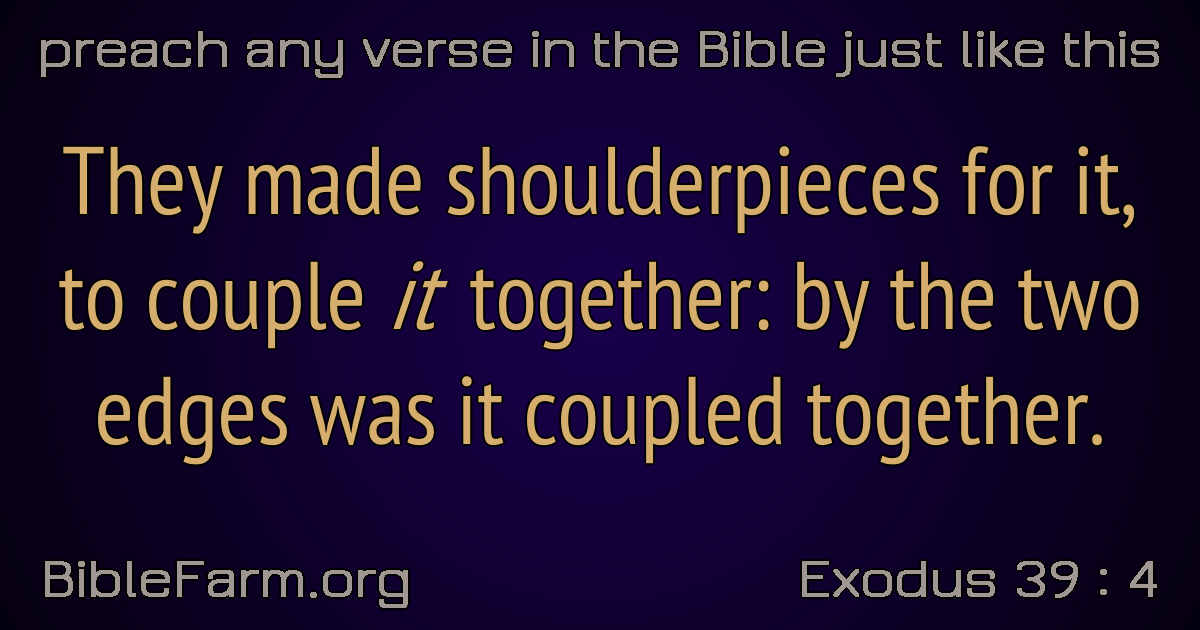 preach any verse in the Bible just like this
They made shoulderpieces for it,
to couple it together: by the two
edges was it coupled together.
BibleFarm.org
Exodus 39 : 4